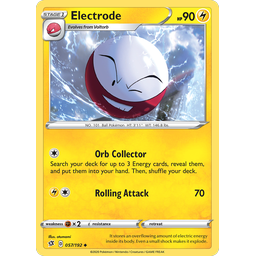 STAGE 1 Electrode HP 90
Evolves from Voltorb
NO. 101 Ball Pokémon HT: 3'11" WT: 146.8 lbs.
Orb Collector
Search your deck for up to 3 Energy cards, reveal them,
and put them into your hand. Then, shuffle your deck.
Rolling Attack 70
weakness ×2 resistance retreat
057/192
It stores an overflowing amount of electric energy
inside its body. Even a small shock makes it explode.